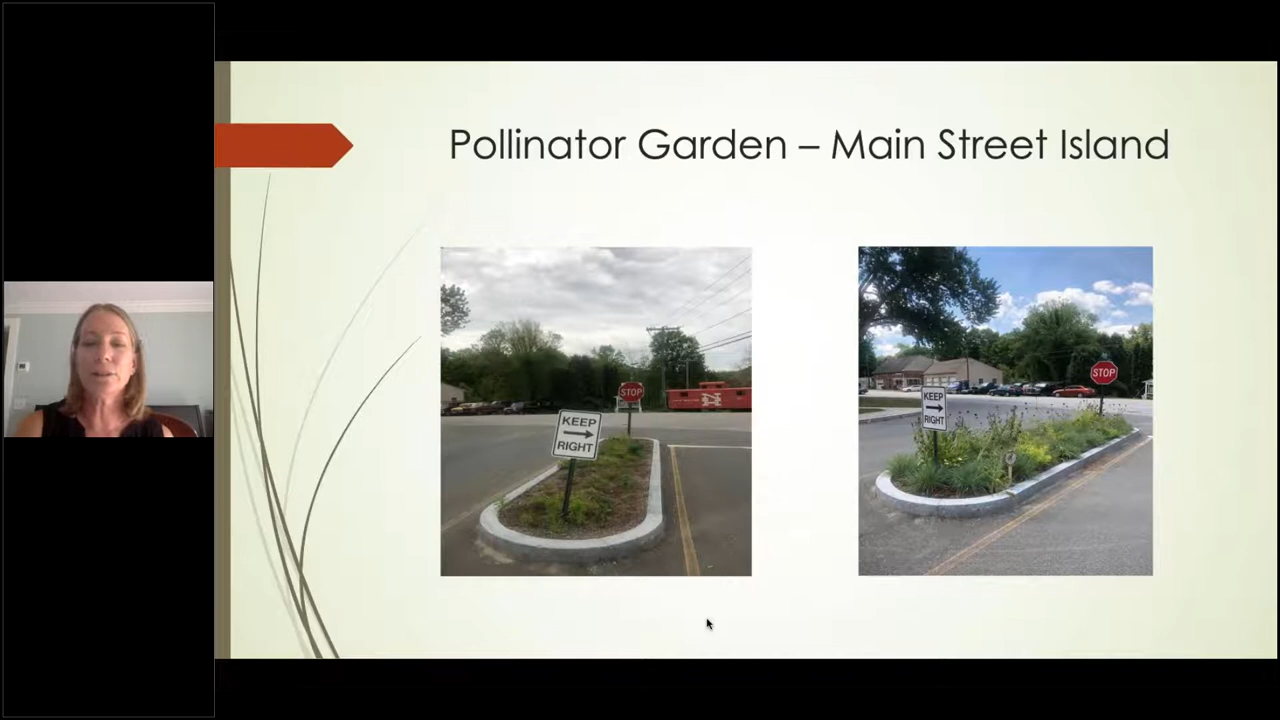 Pollinator Garden – Main Street Island
STOP
KEEP
RIGHT
STOP
KEEP
RIGHT